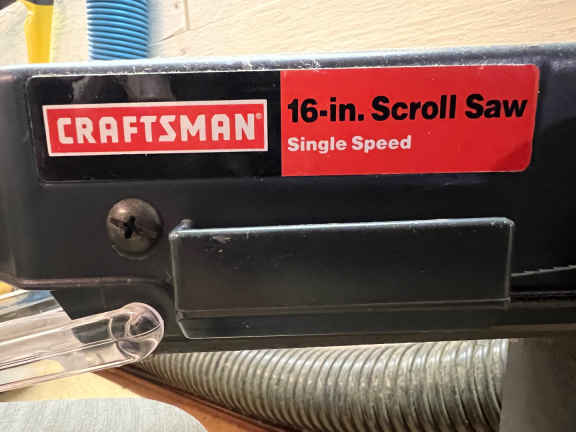 CRAFTSMAN®
16-in. Scroll Saw
Single Speed